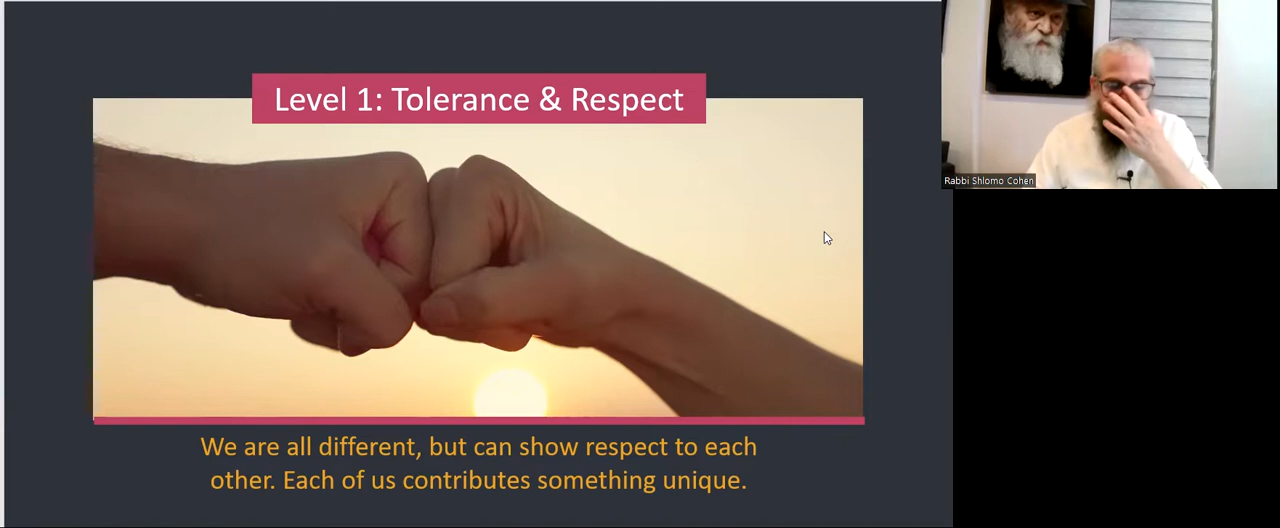 Level 1: Tolerance & Respect
Rabbi Shlomo Cohen
We are all different, but can show respect to each
other. Each of us contributes something unique.